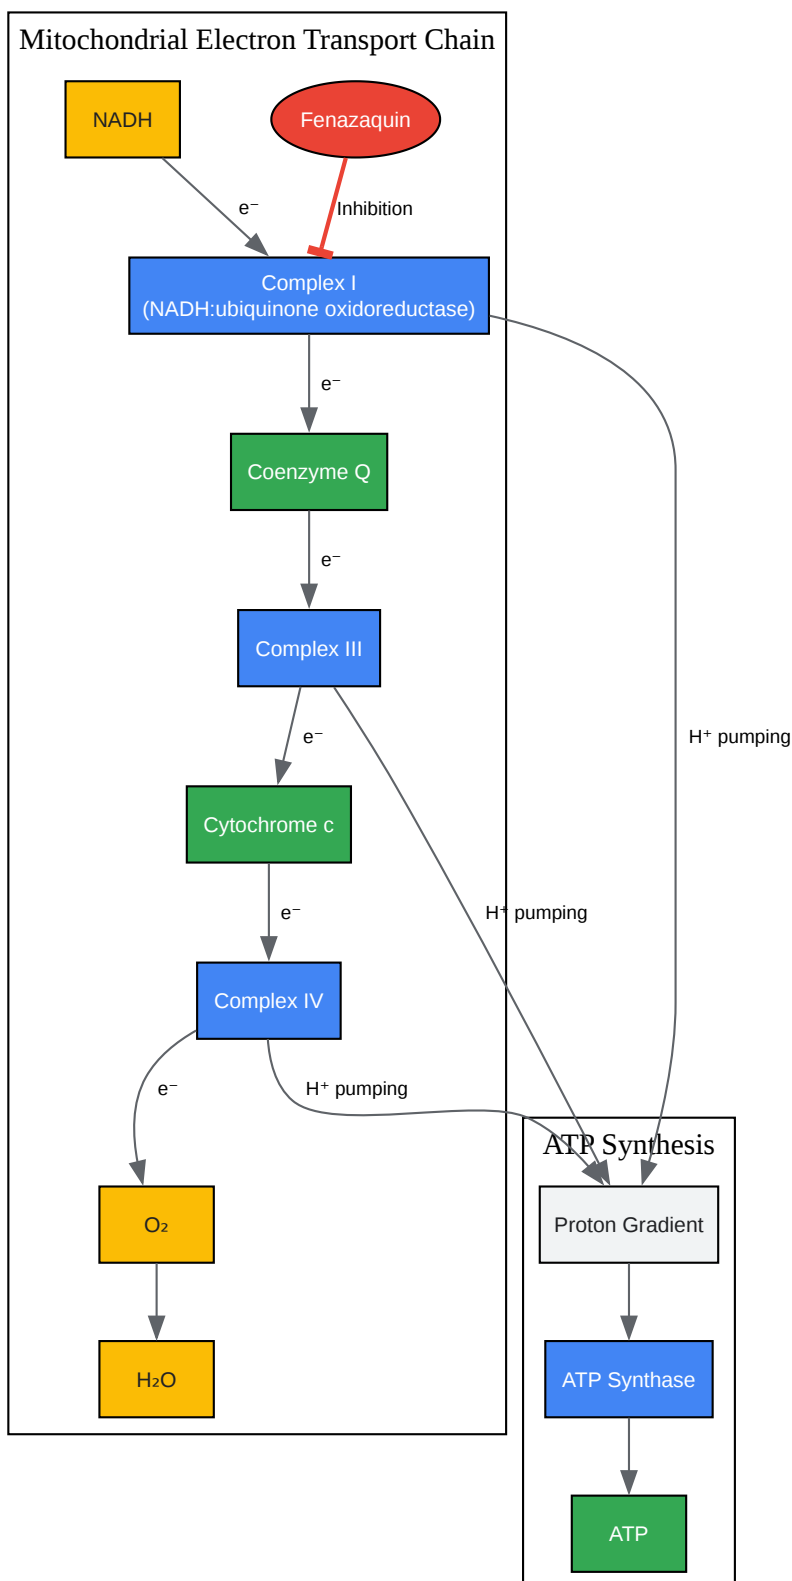 Mitochondrial Electron Transport Chain
NADH
Fenazaquin
e⁻
Inhibition
Complex I
(NADH:ubiquinone oxidoreductase)
e⁻
Coenzyme Q
e⁻
Complex III
e⁻
H⁺ pumping
Cytochrome c
e⁻
H⁺ pumping
Complex IV
e⁻
H⁺ pumping
ATP Synthesis
O₂
Proton Gradient
H₂O
ATP Synthase
ATP